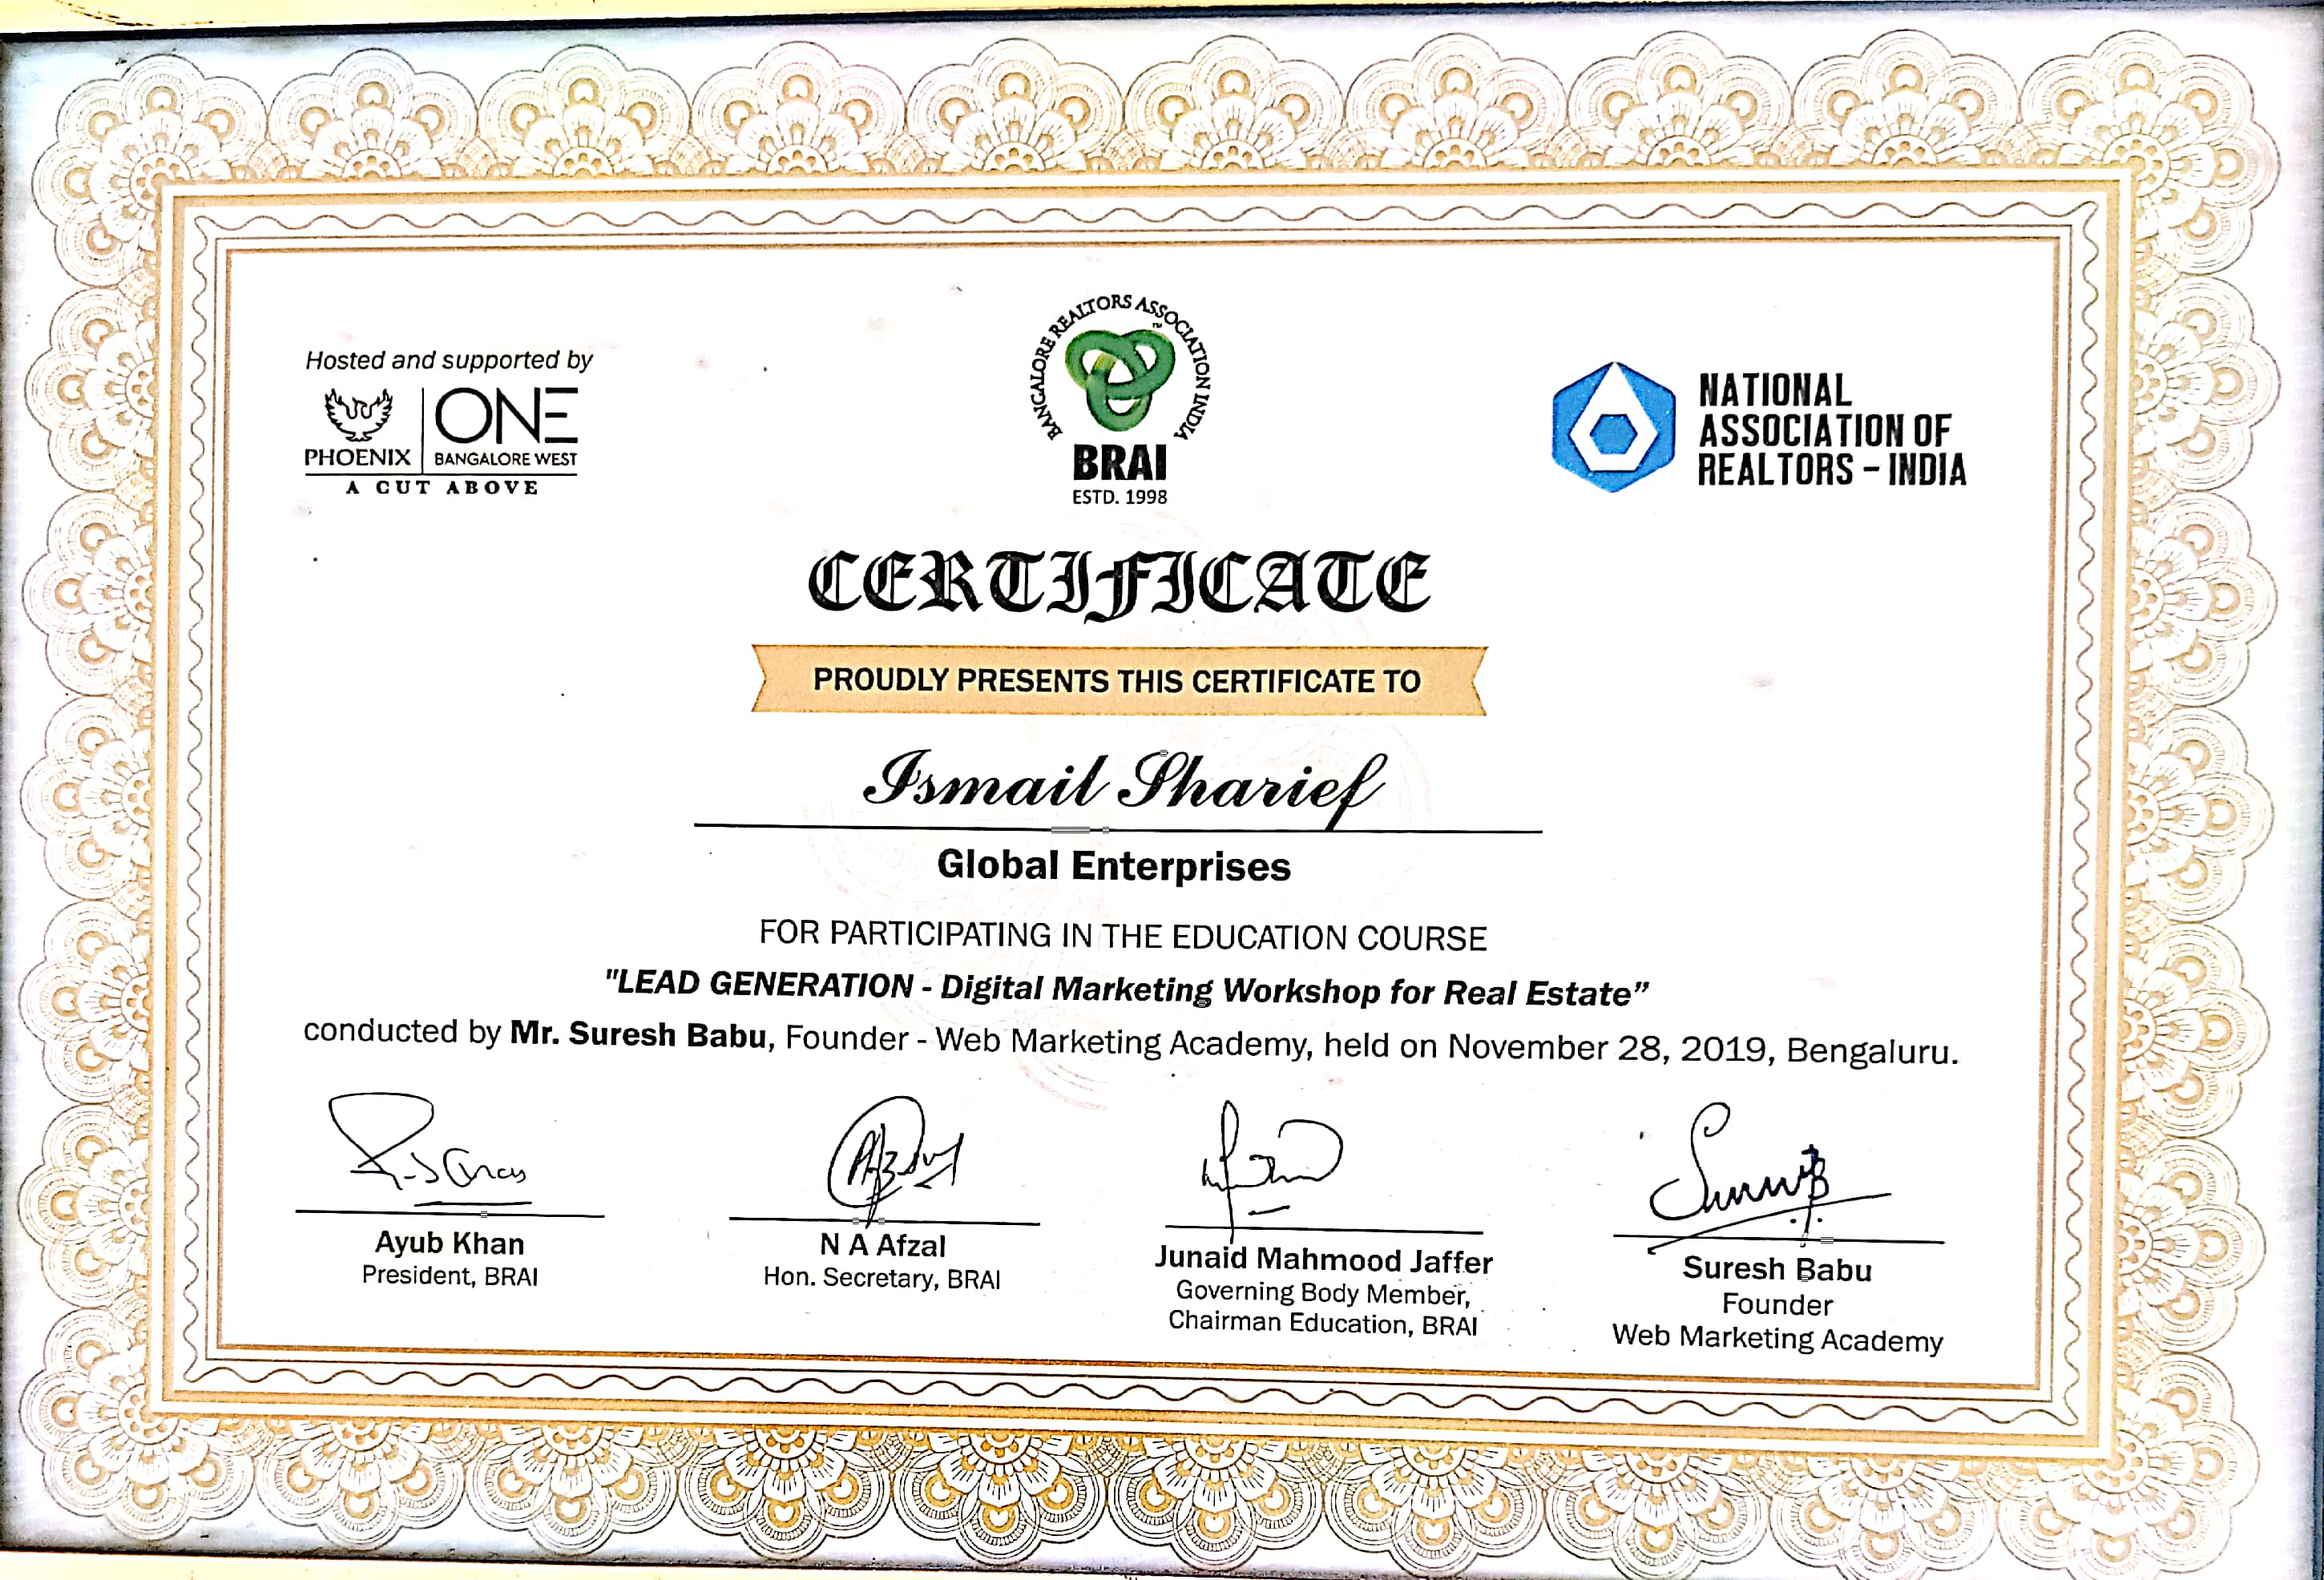 Hosted and supported by
PHOENIX
ONE
BANGALORE WEST
A CUT ABOVE
BANGALORE REALTORS ASSOCIATION INDIA
TM
BRAI
ESTD. 1998
NATIONAL
ASSOCIATION OF
REALTORS - INDIA
CERTIFICATE
PROUDLY PRESENTS THIS CERTIFICATE TO
Ismail Sharief
Global Enterprises
FOR PARTICIPATING IN THE EDUCATION COURSE
"LEAD GENERATION - Digital Marketing Workshop for Real Estate”
conducted by Mr. Suresh Babu, Founder - Web Marketing Academy, held on November 28, 2019, Bengaluru.
Ayub Khan
President, BRAI
N A Afzal
Hon. Secretary, BRAI
Junaid Mahmood Jaffer
Governing Body Member,
Chairman Education, BRAI
Suresh Babu
Founder
Web Marketing Academy